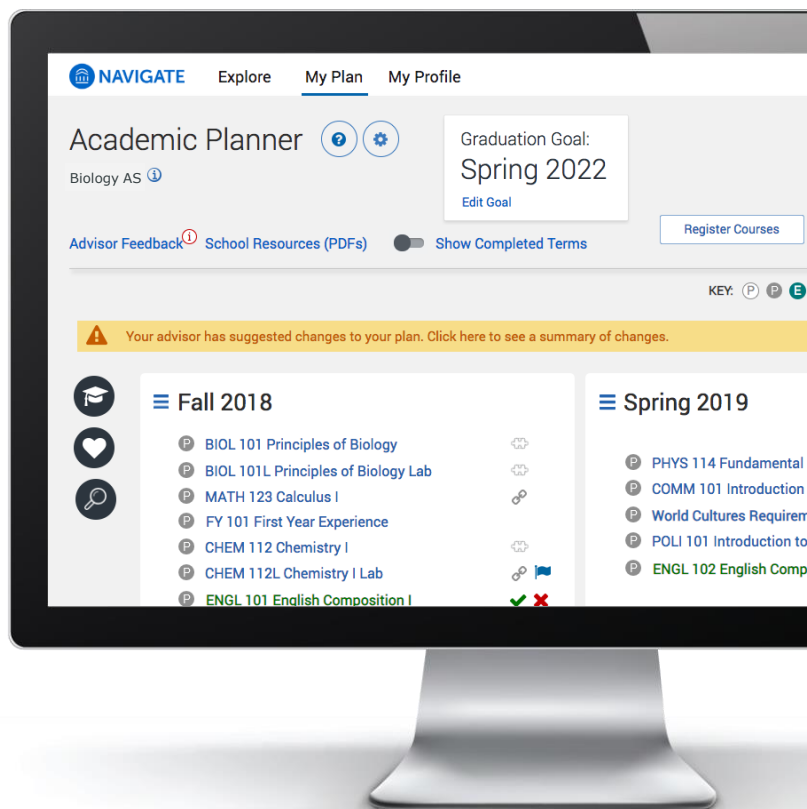 NAVIGATE Explore My Plan My Profile
Academic Planner ?
Biology AS i
Graduation Goal:
Spring 2022
Edit Goal
Advisor Feedback i School Resources (PDFs) Show Completed Terms
Register Courses
KEY: P P E
Your advisor has suggested changes to your plan. Click here to see a summary of changes.
Fall 2018
P BIOL 101 Principles of Biology
P BIOL 101L Principles of Biology Lab
P MATH 123 Calculus I
P FY 101 First Year Experience
P CHEM 112 Chemistry I
P CHEM 112L Chemistry I Lab
P ENGL 101 English Composition I
Spring 2019
P PHYS 114 Fundamental
P COMM 101 Introduction
P World Cultures Requirem
P POLI 101 Introduction to
P ENGL 102 English Comp